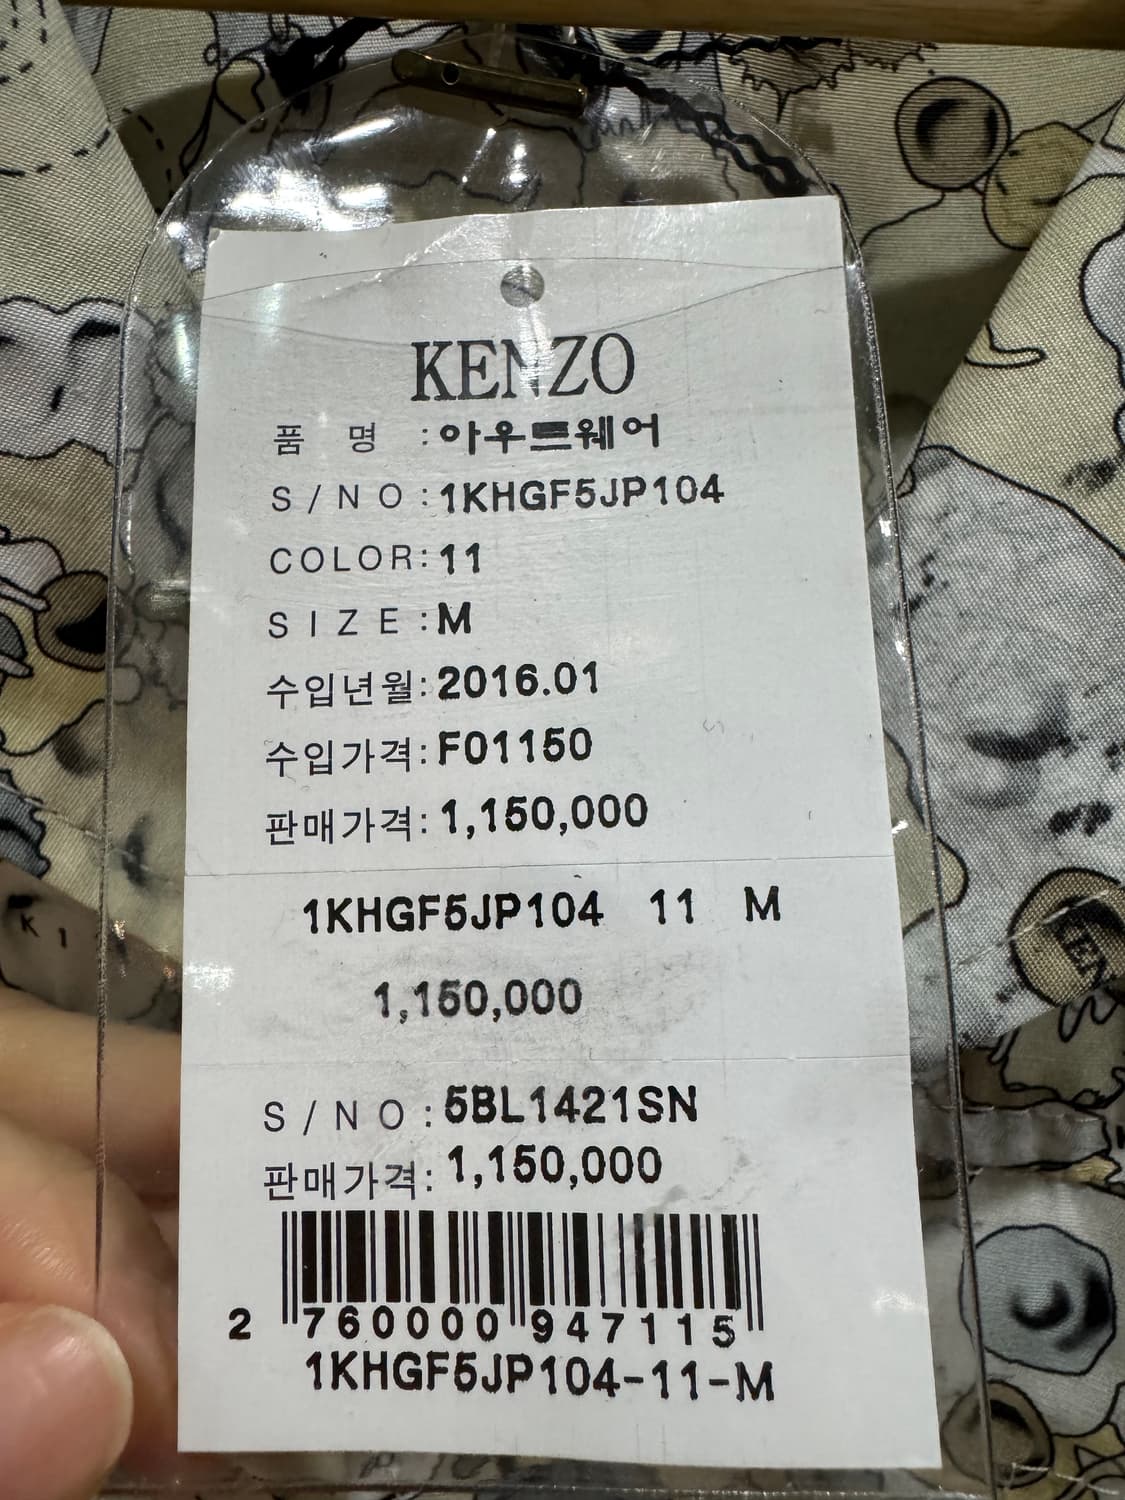 KENZO
품 명 :아우트웨어
S/NO:1KHGF5JP104
COLOR:11
SIZE:M
수입년월:2016.01
수입가격:F01150
판매가격:1,150,000
1KHGF5JP104 11 M
1,150,000
S/NO:5BL1421SN
판매가격:1,150,000
2 760000 947115
1KHGF5JP104-11-M